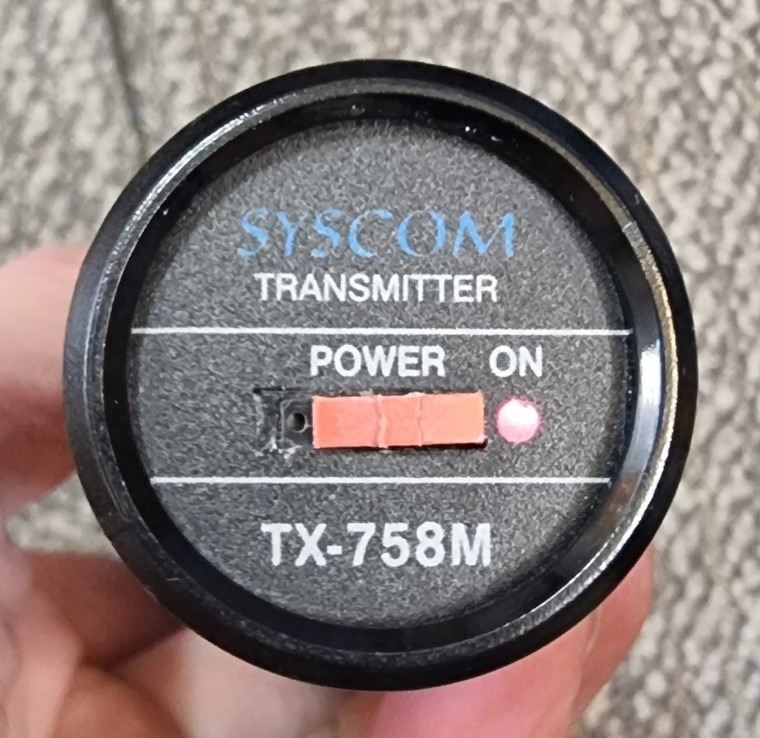 SYSCOM
TRANSMITTER
POWER ON
TX-758M